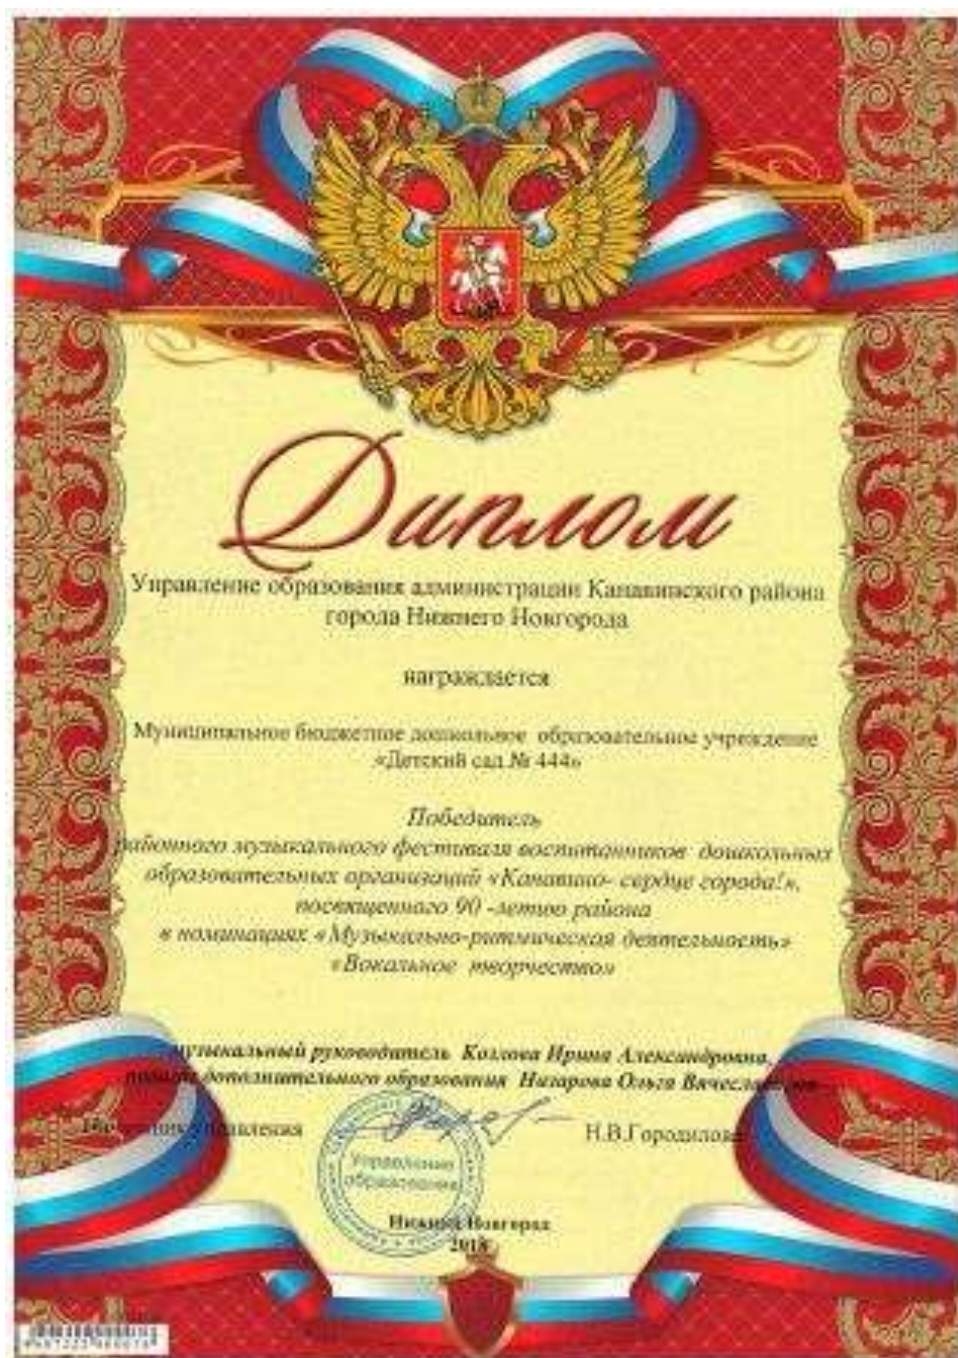 Диплом
Управление образования администрации Канавинского района
города Нижнего Новгорода
награждается
Муниципальное бюджетное дошкольное образовательное учреждение
«Детский сад № 444»
Победитель
районного музыкального фестиваля воспитанников дошкольных
образовательных организаций «Канавино- сердце города!»,
посвященного 90 -летию района
в номинациях «Музыкально-ритмическая деятельность»
«Вокальное творчество»
музыкальный руководитель Козлова Ирина Александровна,
дополнительного образования Назарова Ольга
управления Н.В.Городилова
Управление
образования
Нижний Новгород
2018